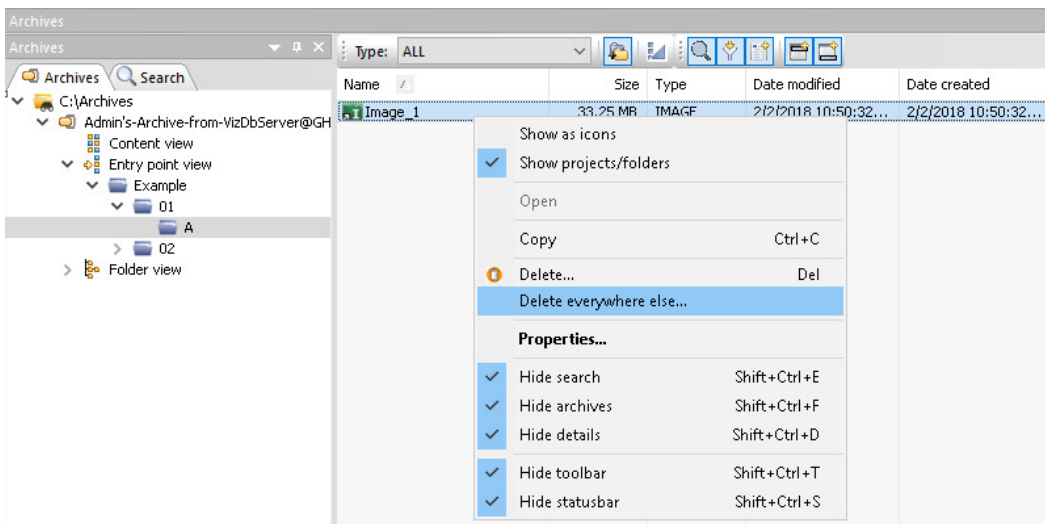 Archives
Archives
Type: ALL
Archives Search
Name Size Type Date modified Date created
C:\Archives
Admin's-Archive-from-VizDbServer@GH
Image_1 33.25 MB IMAGE 2/2/2018 10:50:32... 2/2/2018 10:50:32...
Content view
Entry point view
Example
01
A
02
Folder view
Show as icons
Show projects/folders
Open
Copy Ctrl+C
Delete... Del
Delete everywhere else...
Properties...
Hide search Shift+Ctrl+E
Hide archives Shift+Ctrl+F
Hide details Shift+Ctrl+D
Hide toolbar Shift+Ctrl+T
Hide statusbar Shift+Ctrl+S